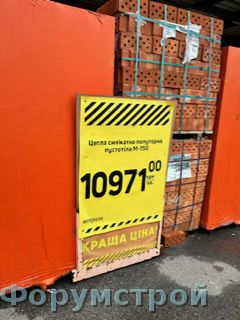 Цегла силікатна полуторна
пустотіла М-150
10971 00
грн
КРАЩА ЦІНА!
Форумстрой